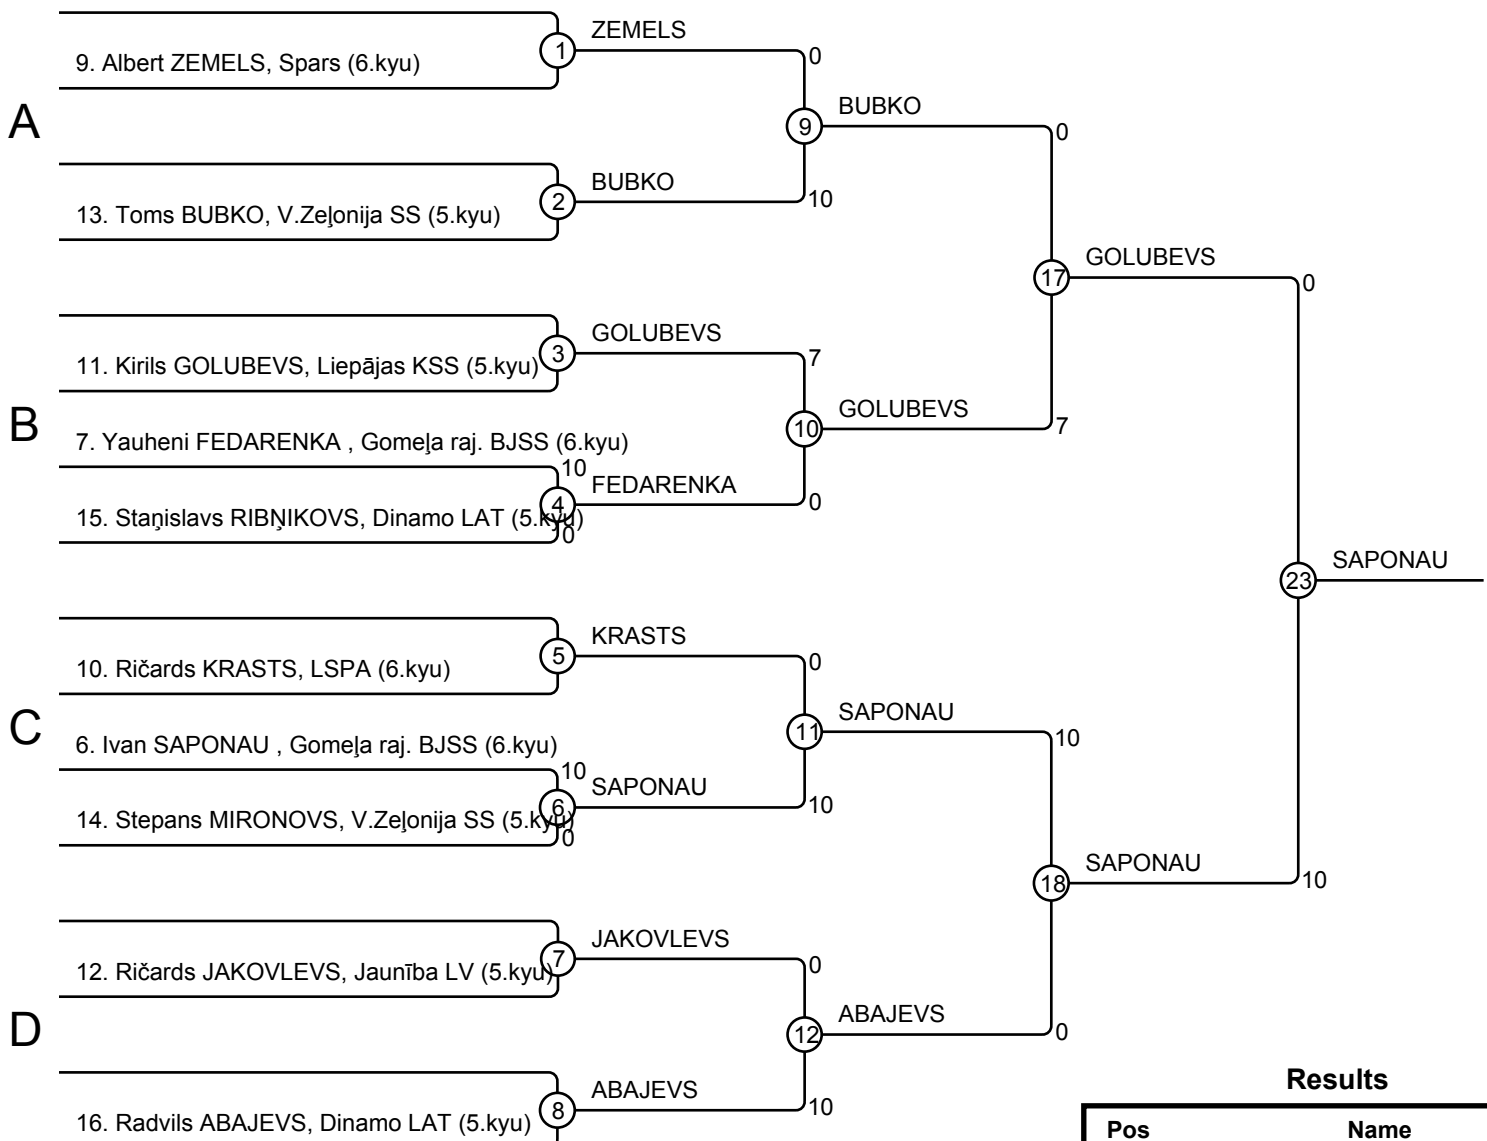 ZEMELS
9. Albert ZEMELS, Spars (6.kyu)
1
0
A
9
BUBKO
0
13. Toms BUBKO, V.Zeļonija SS (5.kyu)
2
BUBKO
10
17
GOLUBEVS
0
11. Kirils GOLUBEVS, Liepājas KSS (5.kyu)
3
GOLUBEVS
7
B
10
GOLUBEVS
7
7. Yauheni FEDARENKA , Gomeļa raj. BJSS (6.kyu)
10
15. Staņislavs RIBŅIKOVS, Dinamo LAT (5.kyu)
4
0
FEDARENKA
0
23
SAPONAU
10. Ričards KRASTS, LSPA (6.kyu)
5
KRASTS
0
C
11
SAPONAU
10
6. Ivan SAPONAU , Gomeļa raj. BJSS (6.kyu)
10
14. Stepans MIRONOVS, V.Zeļonija SS (5.kyu)
6
0
SAPONAU
10
18
SAPONAU
10
12. Ričards JAKOVLEVS, Jaunība LV (5.kyu)
7
JAKOVLEVS
0
D
12
ABAJEVS
0
16. Radvils ABAJEVS, Dinamo LAT (5.kyu)
8
ABAJEVS
10
Results
Pos Name